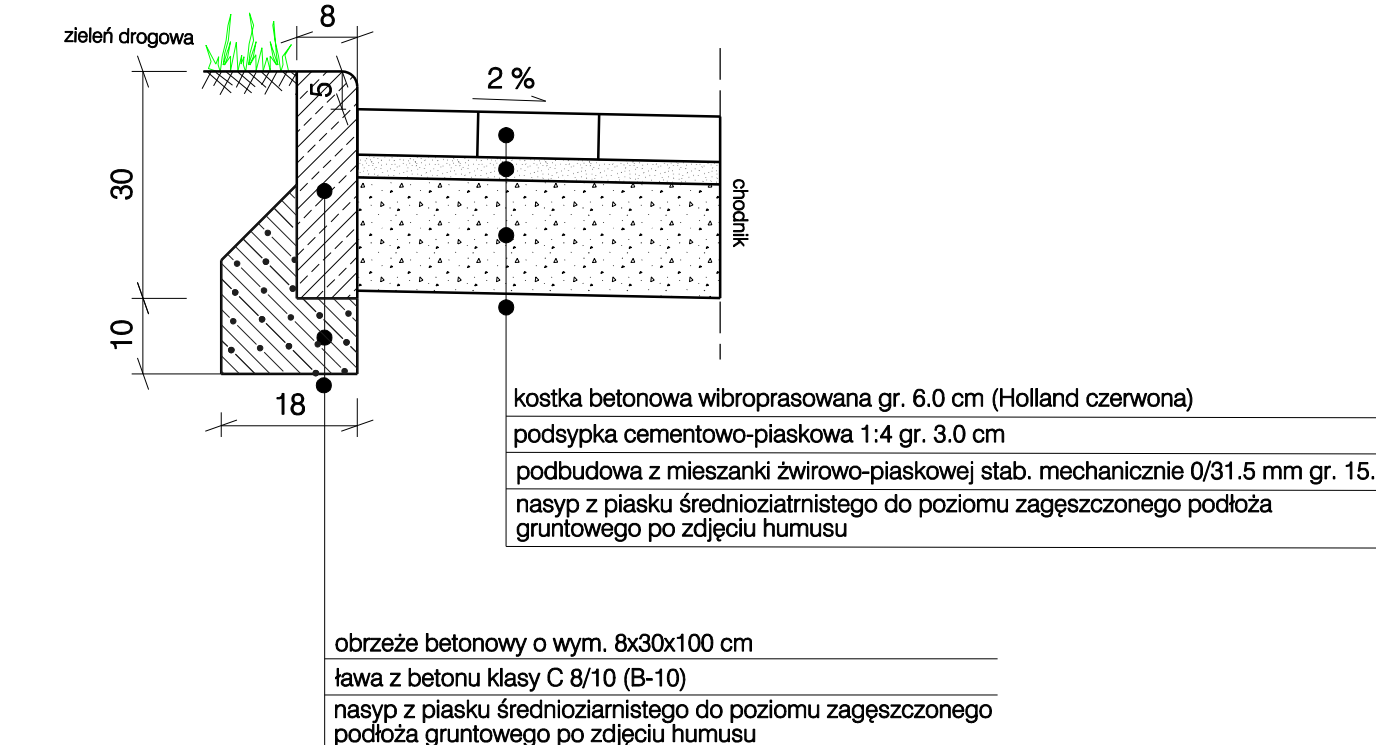 zieleń drogowa
8
5
2 %
30
10
18
chodnik
kostka betonowa wibroprasowana gr. 6.0 cm (Holland czerwona)
podsypka cementowo-piaskowa 1:4 gr. 3.0 cm
podbudowa z mieszanki żwirowo-piaskowej stab. mechanicznie 0/31.5 mm gr. 15.
nasyp z piasku średnioziatrnistego do poziomu zagęszczonego podłoża
gruntowego po zdjęciu humusu
obrzeże betonowy o wym. 8x30x100 cm
ława z betonu klasy C 8/10 (B-10)
nasyp z piasku średnioziarnistego do poziomu zagęszczonego
podłoża gruntowego po zdjęciu humusu